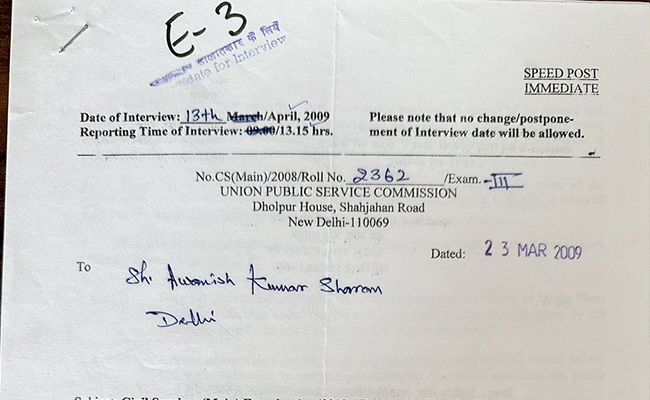 E-3
साक्षात्कार के लिये
date for Interview
SPEED POST
IMMEDIATE
Date of Interview: 13th March/April, 2009
Reporting Time of Interview: 09.00/13.15 hrs.
Please note that no change/postpone-
ment of Interview date will be allowed.
No.CS(Main)/2008/Roll No. 2362 /Exam.-III
UNION PUBLIC SERVICE COMMISSION
Dholpur House, Shahjahan Road
New Delhi-110069
Dated: 23 MAR 2009
To
Sh. Awanish Kumar Sharan
Delhi